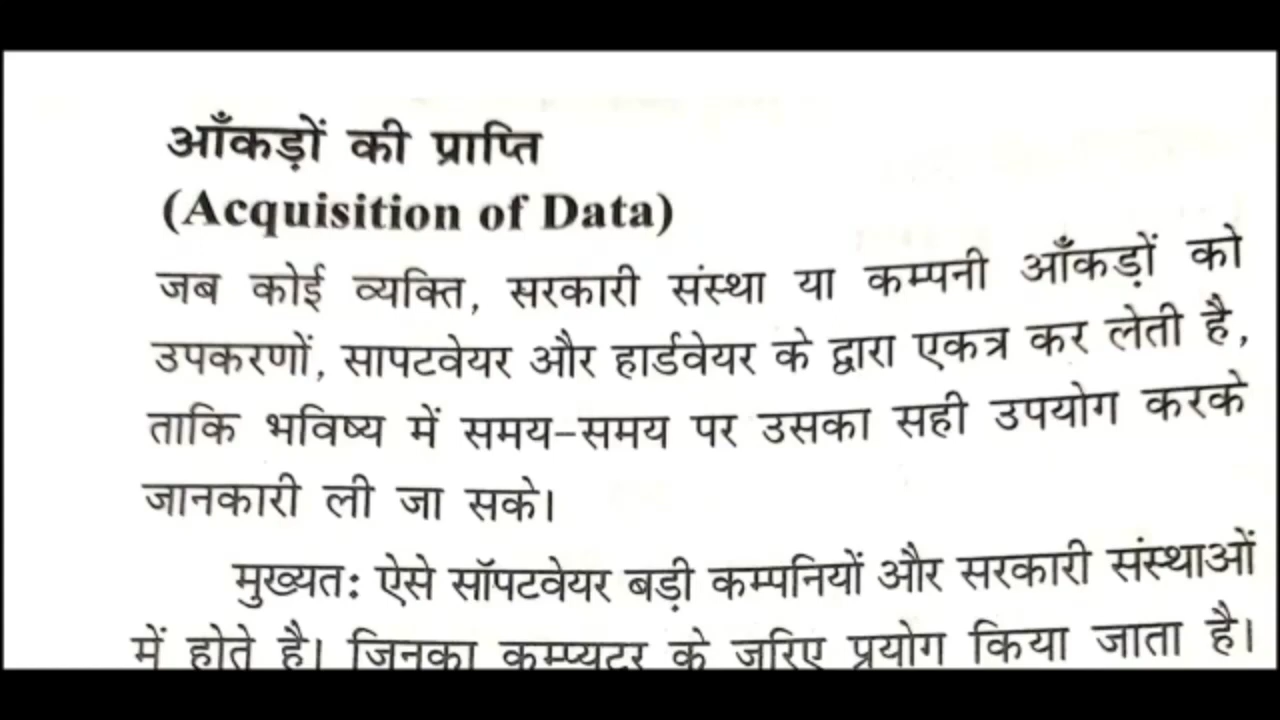 आँकड़ों की प्राप्ति
(Acquisition of Data)
जब कोई व्यक्ति, सरकारी संस्था या कम्पनी आँकड़ों को
उपकरणों, सापटवेयर और हार्डवेयर के द्वारा एकत्र कर लेती है,
ताकि भविष्य में समय-समय पर उसका सही उपयोग करके
जानकारी ली जा सके।
मुख्यतः ऐसे सॉपटवेयर बड़ी कम्पनियों और सरकारी संस्थाओं
में होते है। जिनका कम्प्यूटर के जरिए प्रयोग किया जाता है।